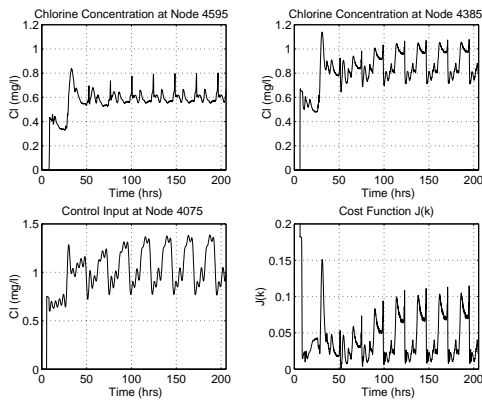 Chlorine Concentration at Node 4595
1.2
1
0.8
0.6
0.4
0.2
0
Cl (mg/l)
0 50 100 150 200
Time (hrs)
Chlorine Concentration at Node 4385
1.2
1
0.8
0.6
0.4
0.2
0
Cl (mg/l)
0 50 100 150 200
Time (hrs)
Control Input at Node 4075
1.5
1
0.5
0
Cl (mg/l)
0 50 100 150 200
Time (hrs)
Cost Function J(k)
0.2
0.15
0.1
0.05
0
J(k)
0 50 100 150 200
Time (hrs)